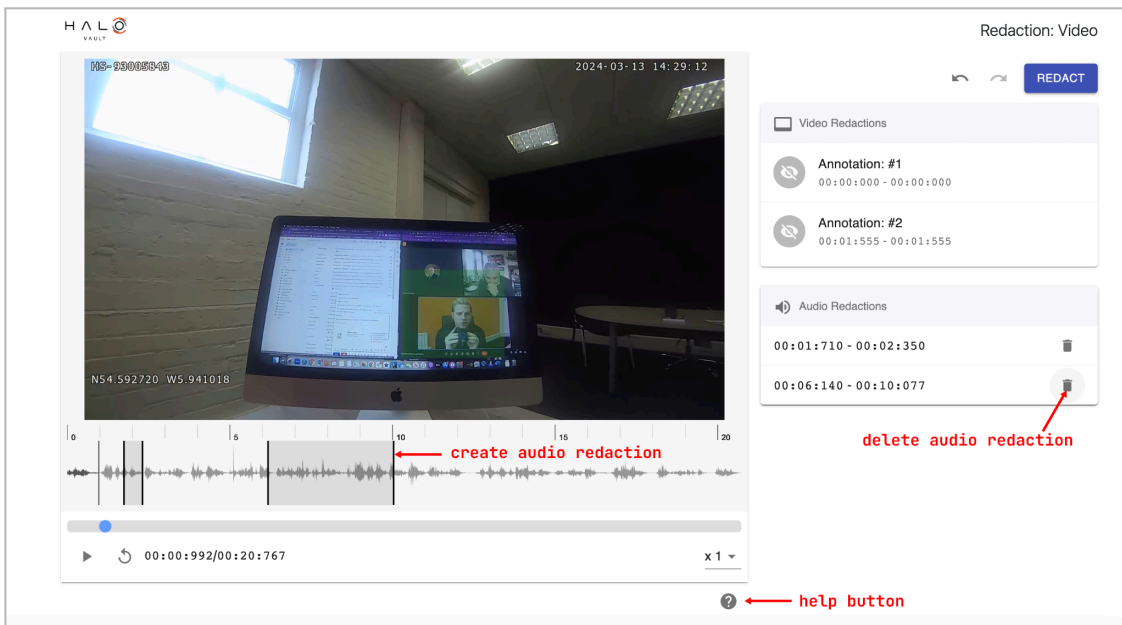 HALO
VAULT
Redaction: Video
HS-93005843
2024-03-13 14:29:12
N54.592720 W5.941018
REDACT
Video Redactions
Annotation: #1
00:00:000 - 00:00:000
Annotation: #2
00:01:555 - 00:01:555
Audio Redactions
00:01:710 - 00:02:350
00:06:140 - 00:10:077
delete audio redaction
0 5 10 15 20
create audio redaction
00:00:992/00:20:767
x 1
?
help button